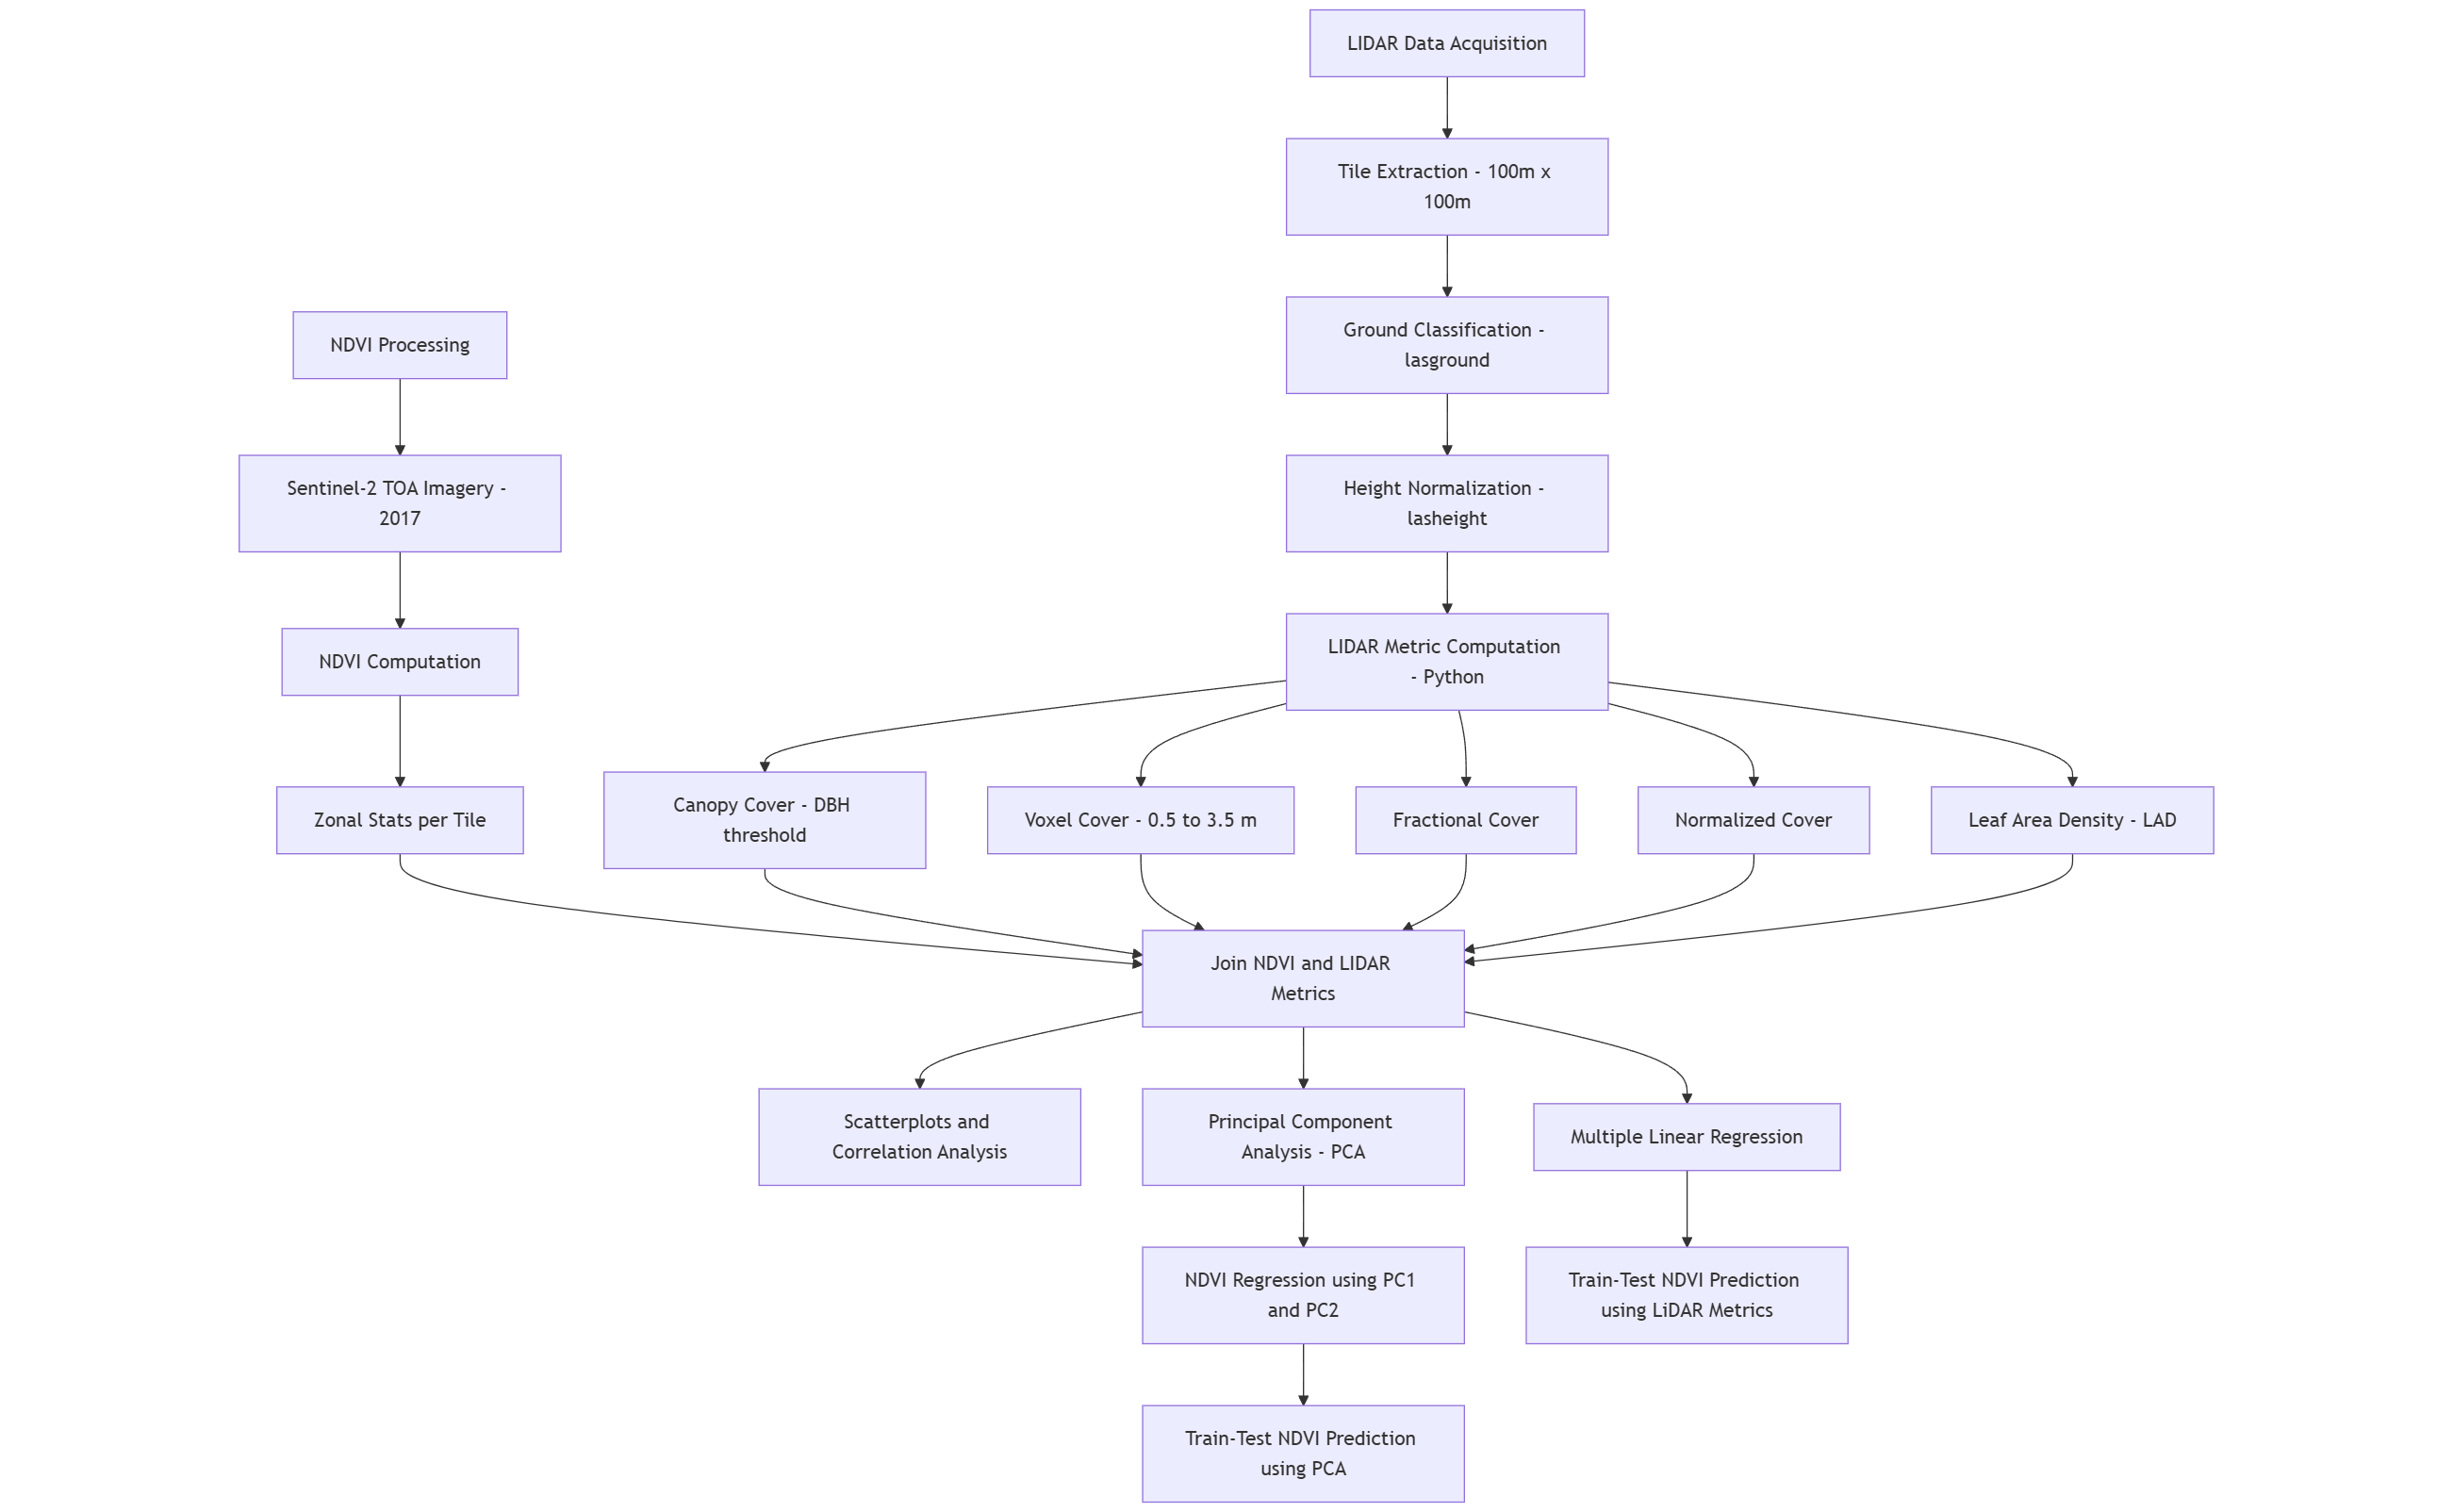 LIDAR Data Acquisition
Tile Extraction - 100m x
100m
Ground Classification -
lasground
NDVI Processing
Height Normalization -
lasheight
Sentinel-2 TOA Imagery -
2017
LIDAR Metric Computation
- Python
NDVI Computation
Zonal Stats per Tile
Canopy Cover - DBH
threshold
Voxel Cover - 0.5 to 3.5 m
Fractional Cover
Normalized Cover
Leaf Area Density - LAD
Join NDVI and LIDAR
Metrics
Scatterplots and
Correlation Analysis
Principal Component
Analysis - PCA
Multiple Linear Regression
NDVI Regression using PC1
and PC2
Train-Test NDVI Prediction
using LiDAR Metrics
Train-Test NDVI Prediction
using PCA